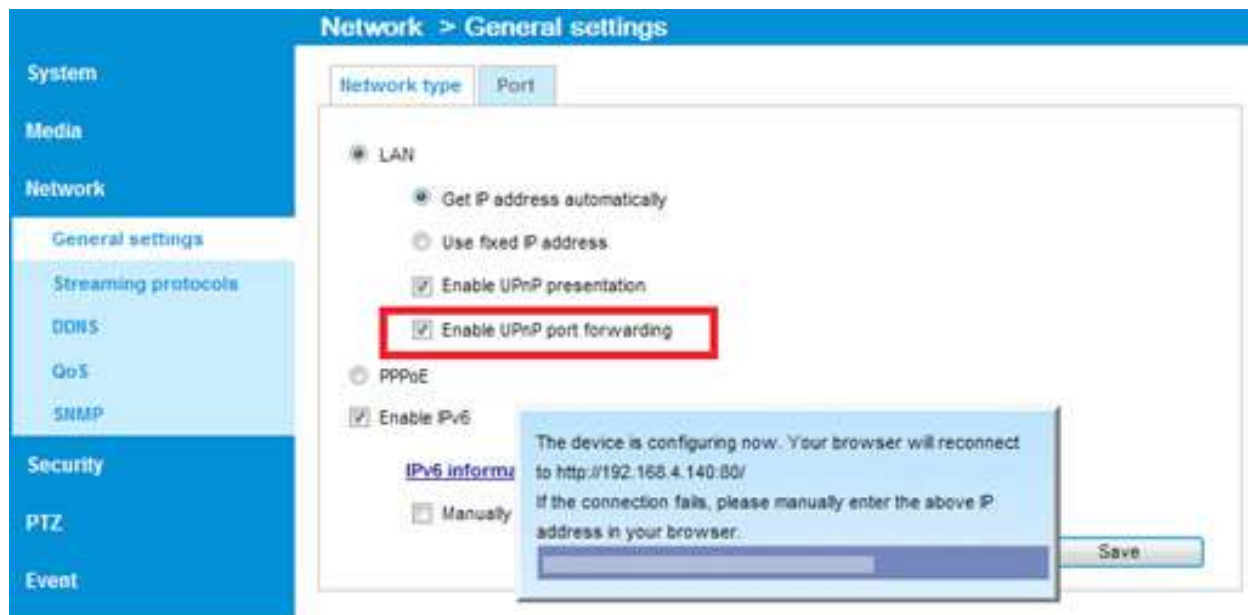 Network > General settings
System
Media
Network
General settings
Streaming protocols
DDNS
QoS
SNMP
Security
PTZ
Event
Network type
Port
LAN
Get IP address automatically
Use fixed IP address
Enable UPnP presentation
Enable UPnP port forwarding
PPPoE
Enable IPv6
IPv6 informa
Manually
The device is configuring now. Your browser will reconnect
to http://192.168.4.140:80/
If the connection fails, please manually enter the above IP
address in your browser.
Save